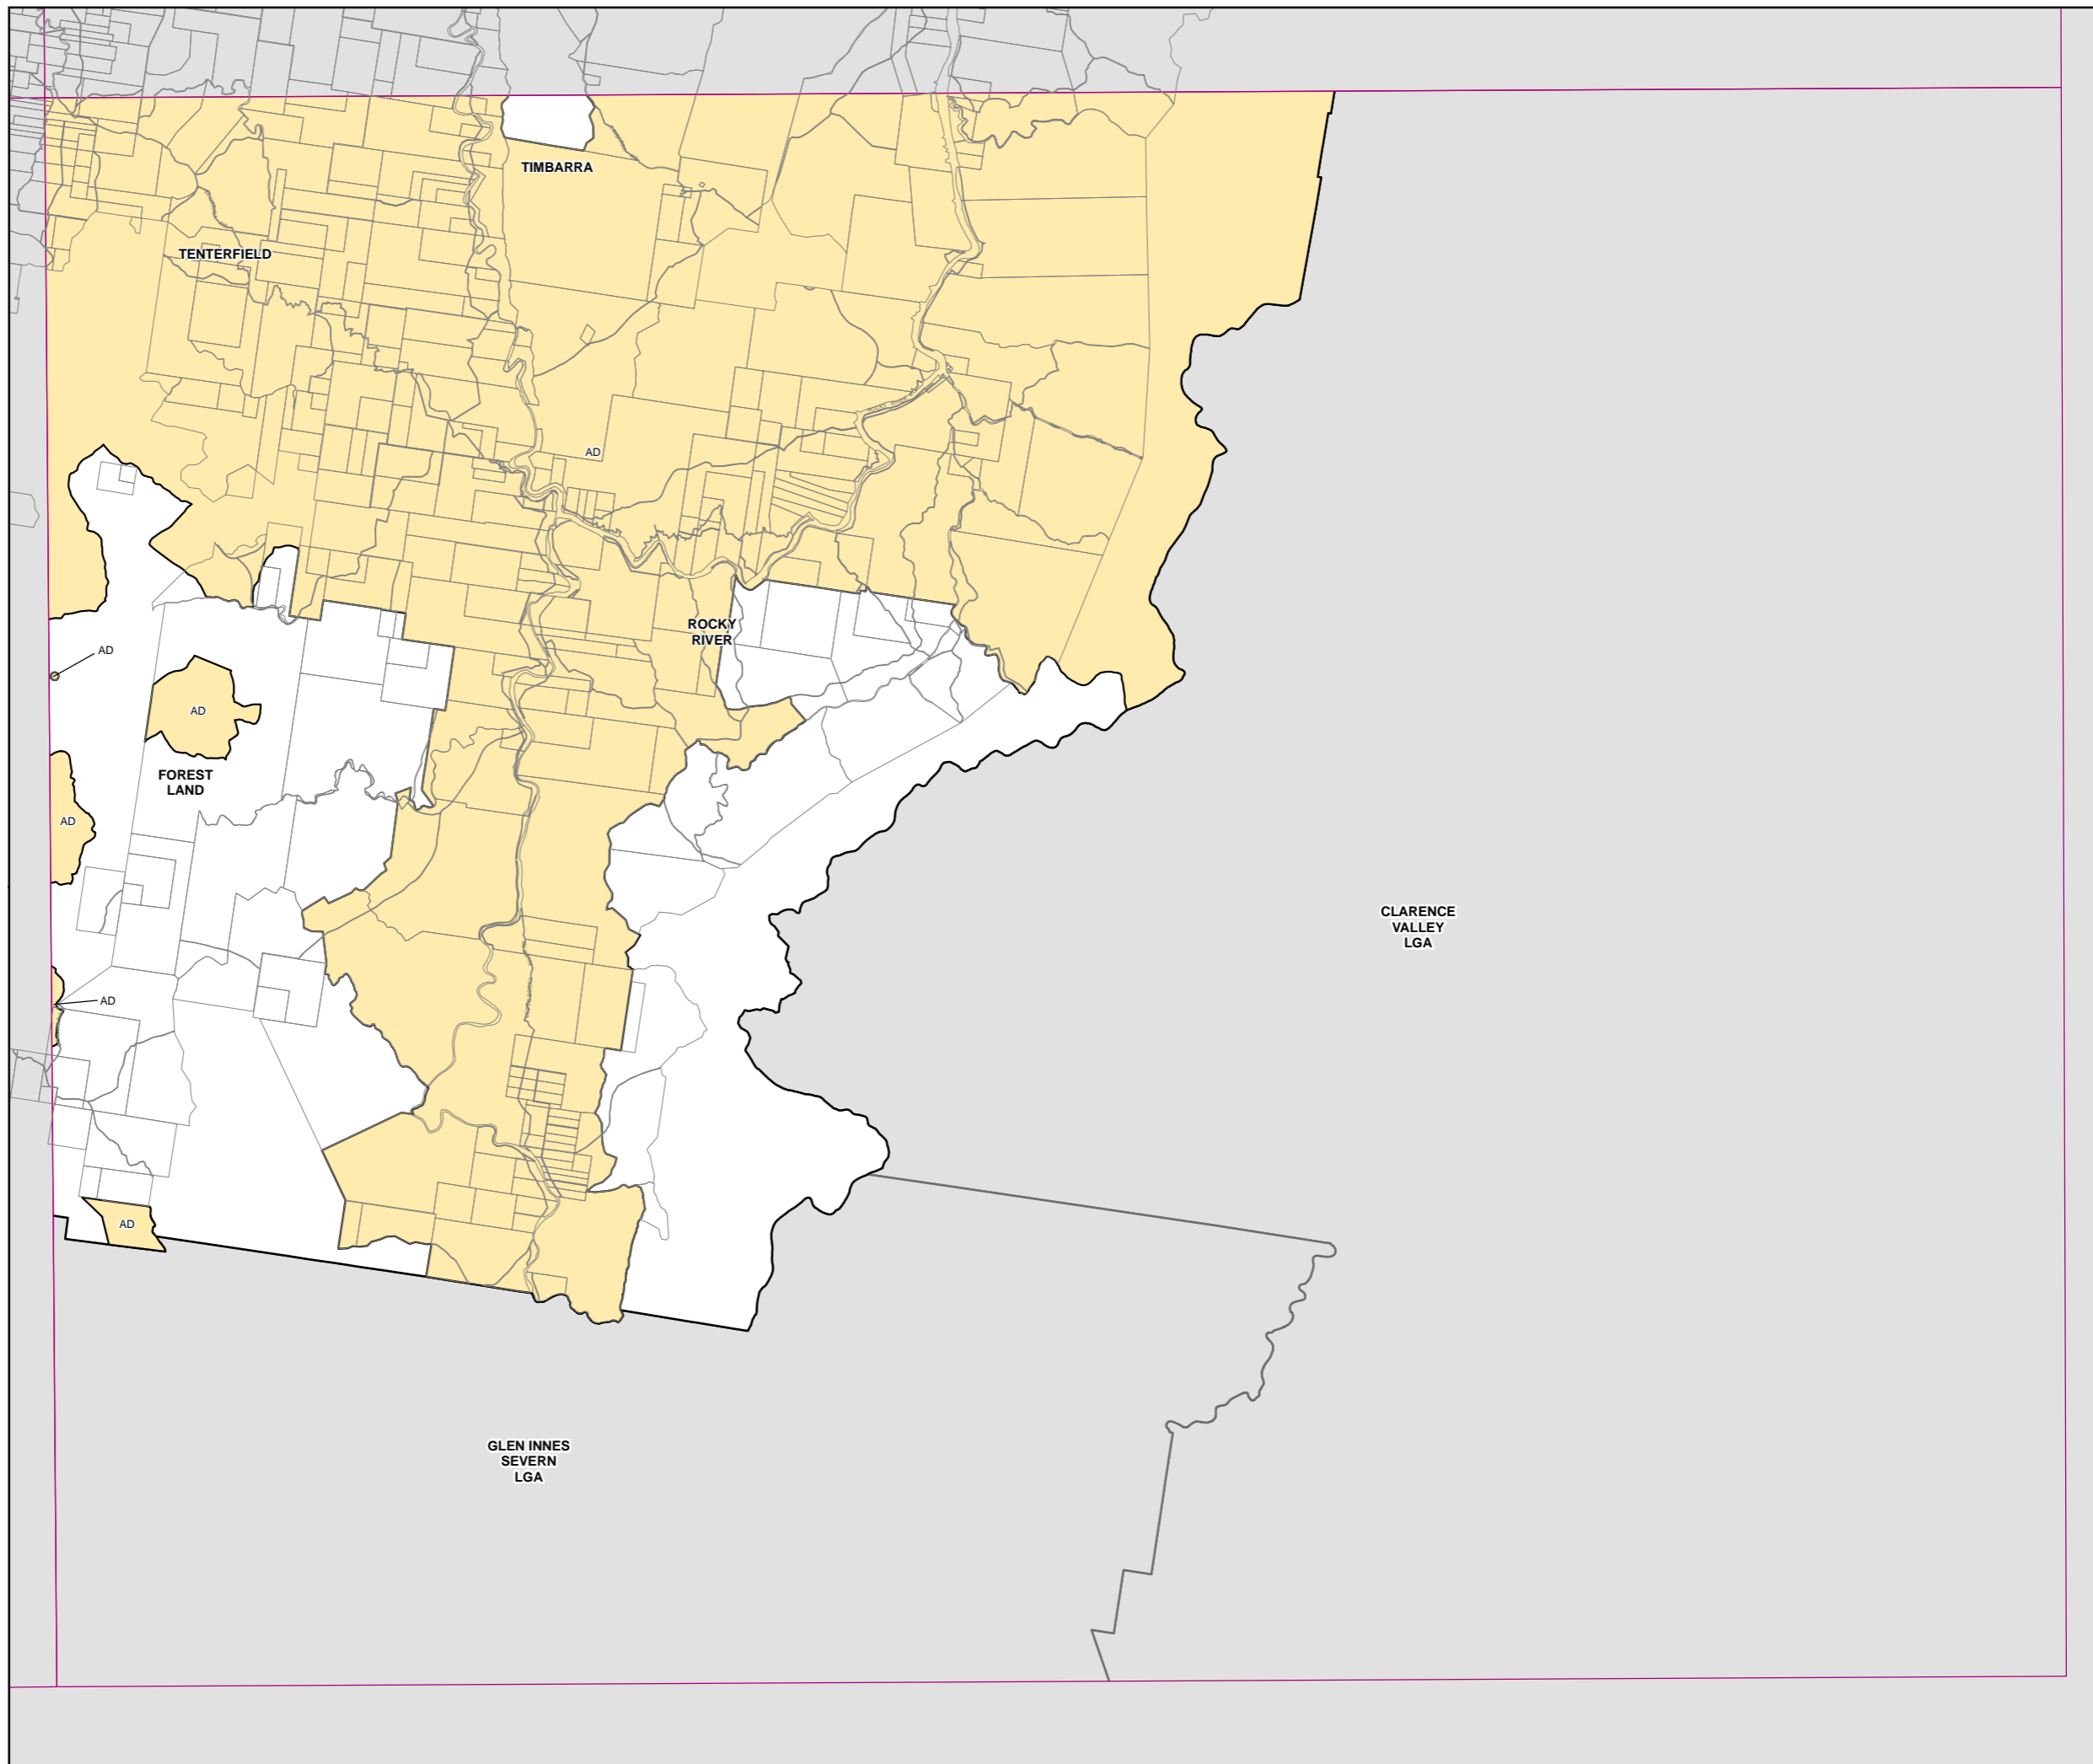 TIMBARRA
TENTERFIELD
AD
ROCKY
RIVER
AD
AD
FOREST
LAND
AD
CLARENCE
VALLEY
LGA
AD
AD
GLEN INNES
SEVERN
LGA